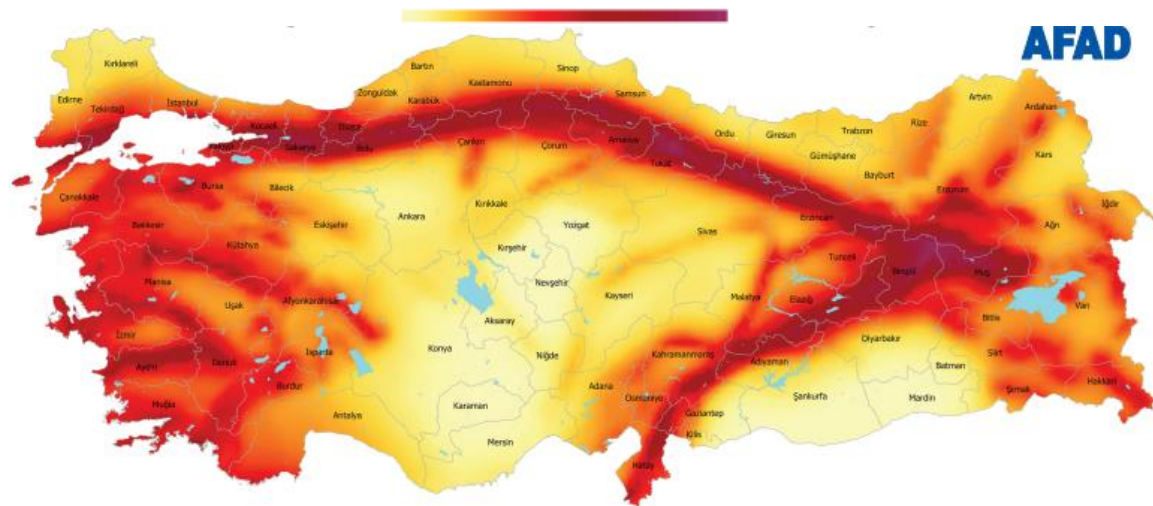 AFAD
Kırklareli
Edirne
Tekirdağ
İstanbul
Kocaeli
Yalova
Sakarya
Düzce
Bolu
Zonguldak
Bartın
Karabük
Kastamonu
Sinop
Samsun
Çankırı
Çorum
Amasya
Tokat
Ordu
Giresun
Trabzon
Gümüşhane
Bayburt
Rize
Artvin
Ardahan
Kars
Iğdır
Ağrı
Erzurum
Erzincan
Çanakkale
Balıkesir
Bursa
Bilecik
Eskişehir
Kütahya
Ankara
Kırıkkale
Kırşehir
Yozgat
Sivas
Tunceli
Bingöl
Muş
Van
Bitlis
Manisa
Uşak
Afyonkarahisar
İzmir
Aydın
Denizli
Muğla
Burdur
Isparta
Antalya
Konya
Aksaray
Nevşehir
Kayseri
Niğde
Karaman
Mersin
Adana
Osmaniye
Hatay
Kahramanmaraş
Malatya
Elazığ
Adıyaman
Gaziantep
Kilis
Şanlıurfa
Diyarbakır
Mardin
Batman
Siirt
Şırnak
Hakkari